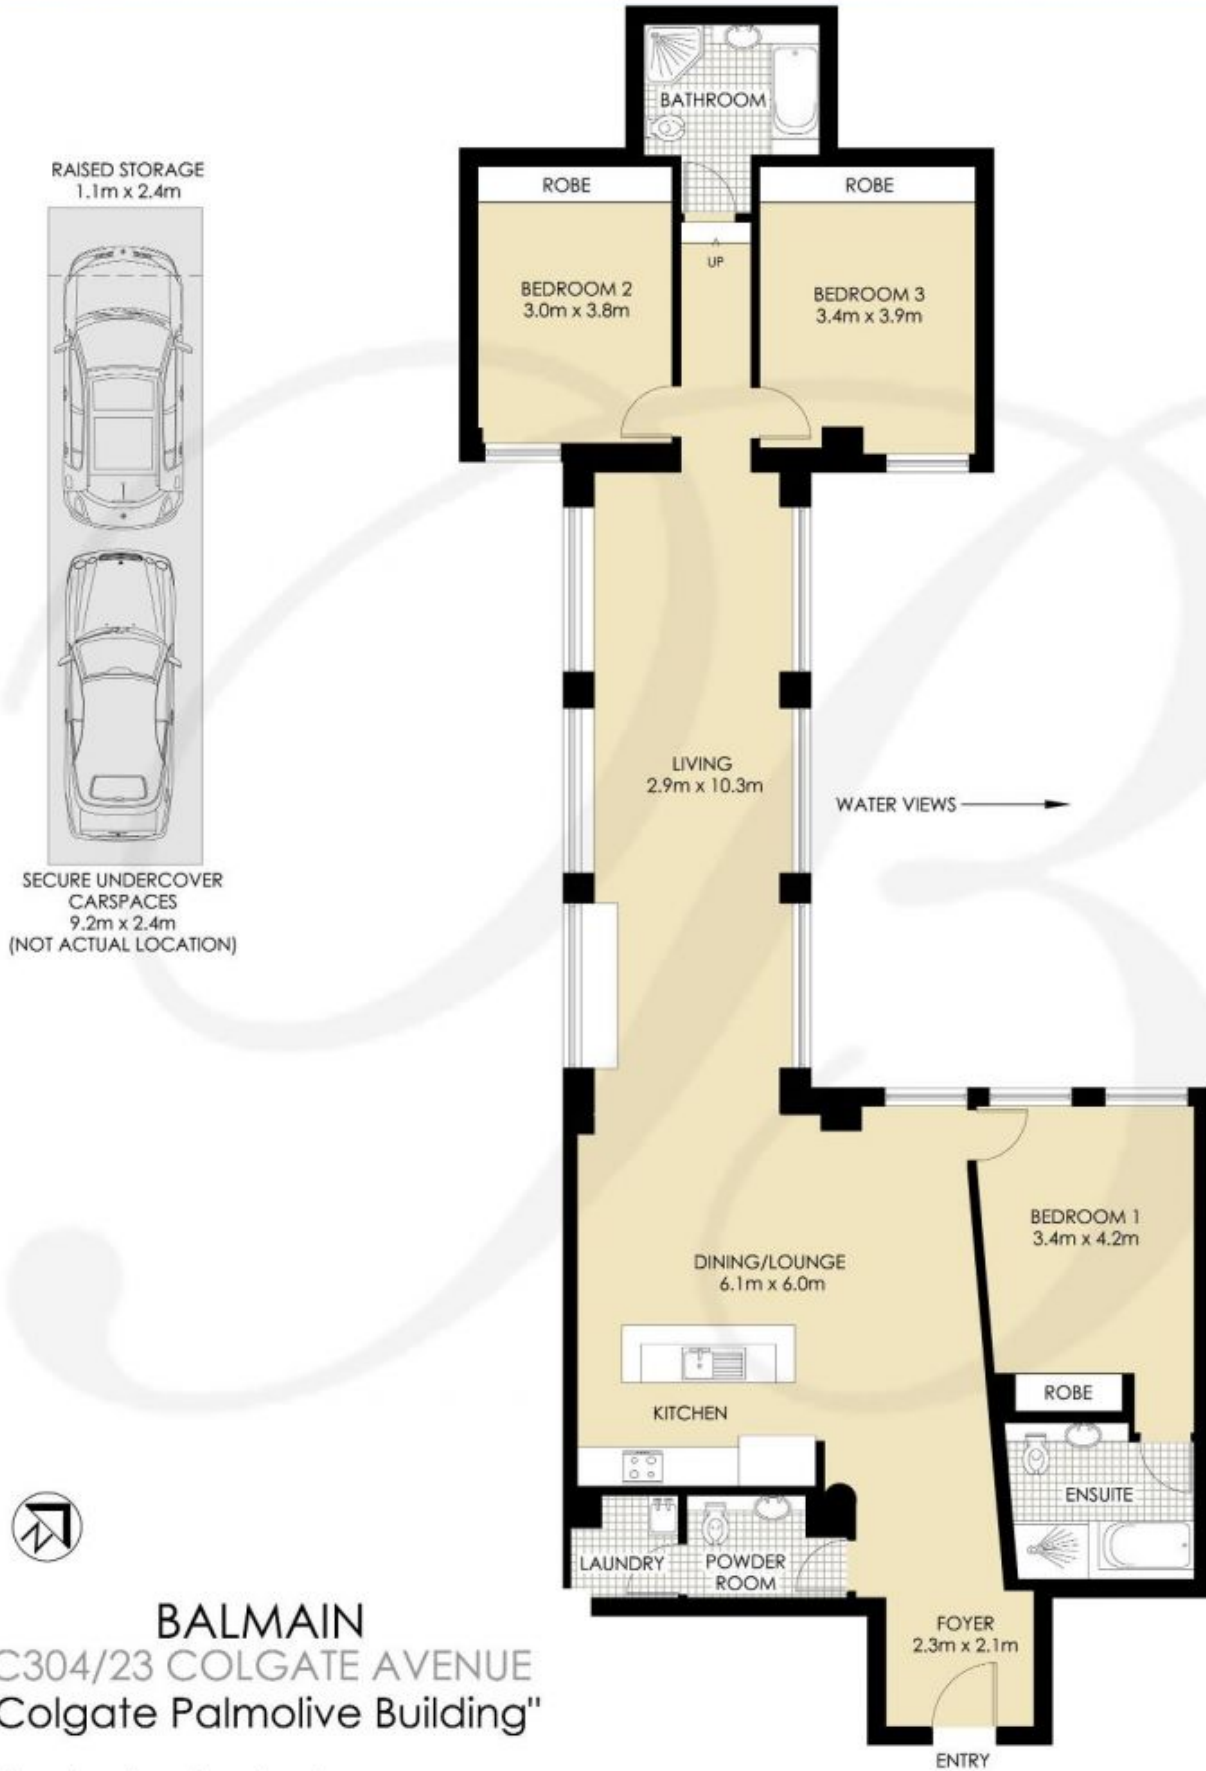 BATHROOM
RAISED STORAGE
1.1m x 2.4m
ROBE
ROBE
UP
BEDROOM 2
3.0m x 3.8m
BEDROOM 3
3.4m x 3.9m
LIVING
2.9m x 10.3m
WATER VIEWS
SECURE UNDERCOVER
CARSPACES
9.2m x 2.4m
(NOT ACTUAL LOCATION)
BEDROOM 1
3.4m x 4.2m
DINING/LOUNGE
6.1m x 6.0m
ROBE
KITCHEN
ENSUITE
LAUNDRY
POWDER
ROOM
FOYER
2.3m x 2.1m
ENTRY
N
BALMAIN
C304/23 COLGATE AVENUE
Colgate Palmolive Building"